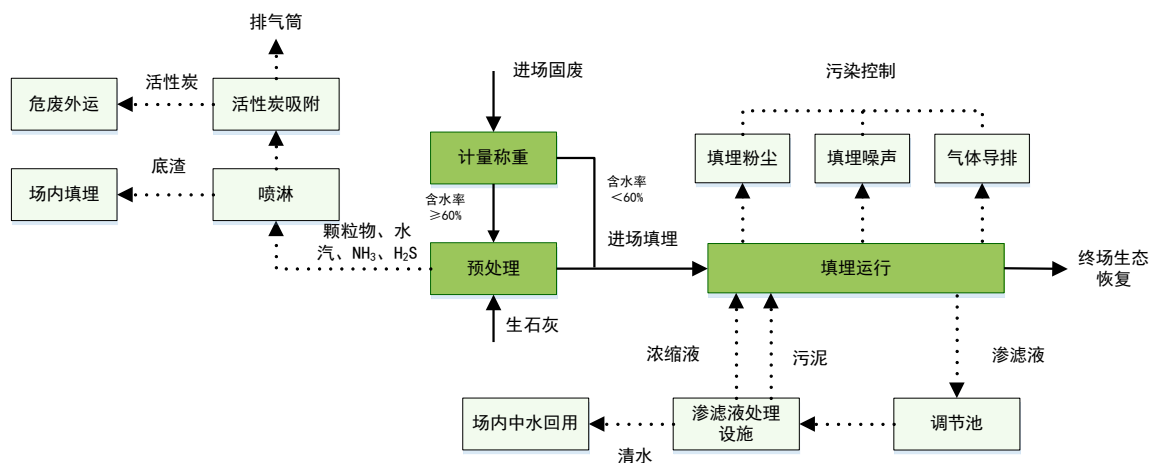 排气筒
进场固废
污染控制
活性炭
危废外运
活性炭吸附
计量称重
填埋粉尘
填埋噪声
气体导排
底渣
场内填埋
喷淋
含水率
≥60%
含水率
＜60%
颗粒物、水
汽、NH₃、H₂S
预处理
进场填埋
填埋运行
终场生态
恢复
生石灰
浓缩液
污泥
渗滤液
场内中水回用
渗滤液处理
设施
调节池
清水